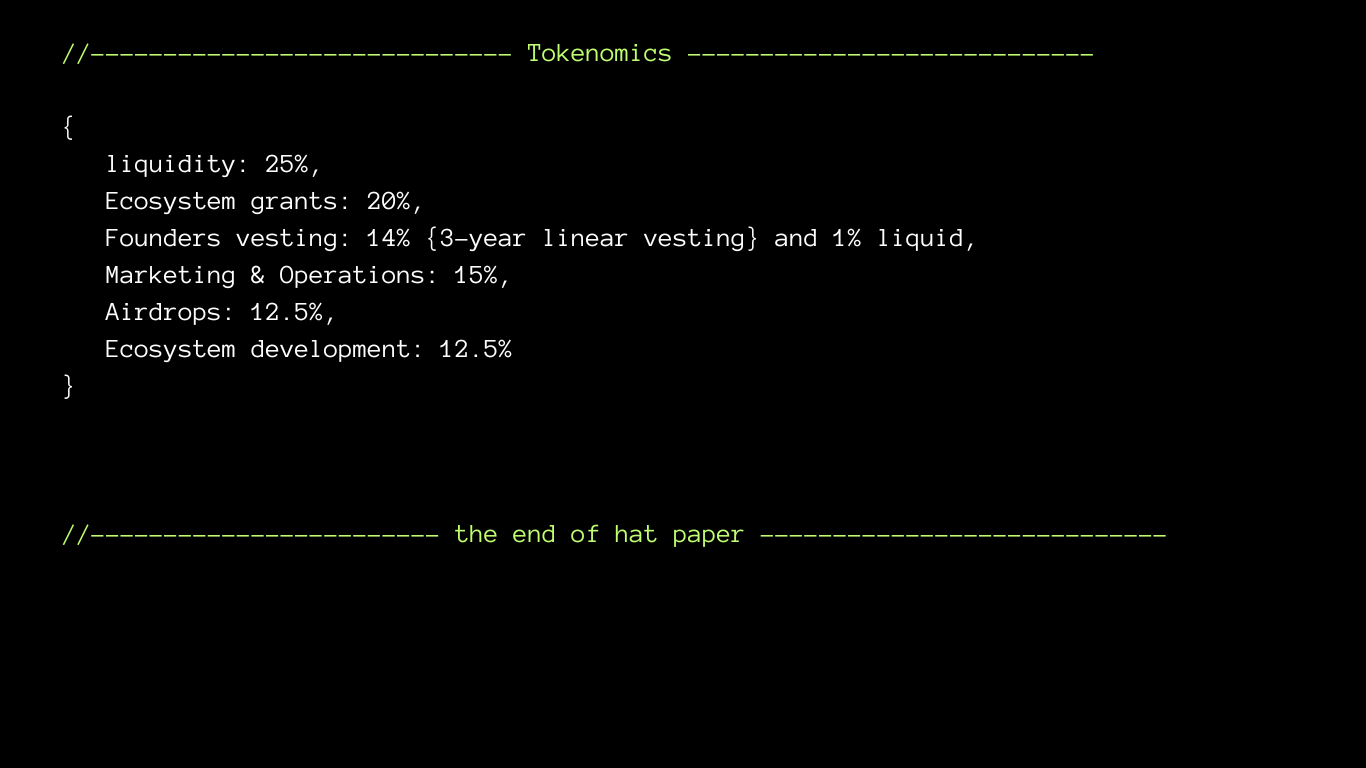 //----------------------------- Tokenomics ----------------------------
{
liquidity: 25%,
Ecosystem grants: 20%,
Founders vesting: 14% {3-year linear vesting} and 1% liquid,
Marketing & Operations: 15%,
Airdrops: 12.5%,
Ecosystem development: 12.5%
}
//------------------------ the end of hat paper ----------------------------